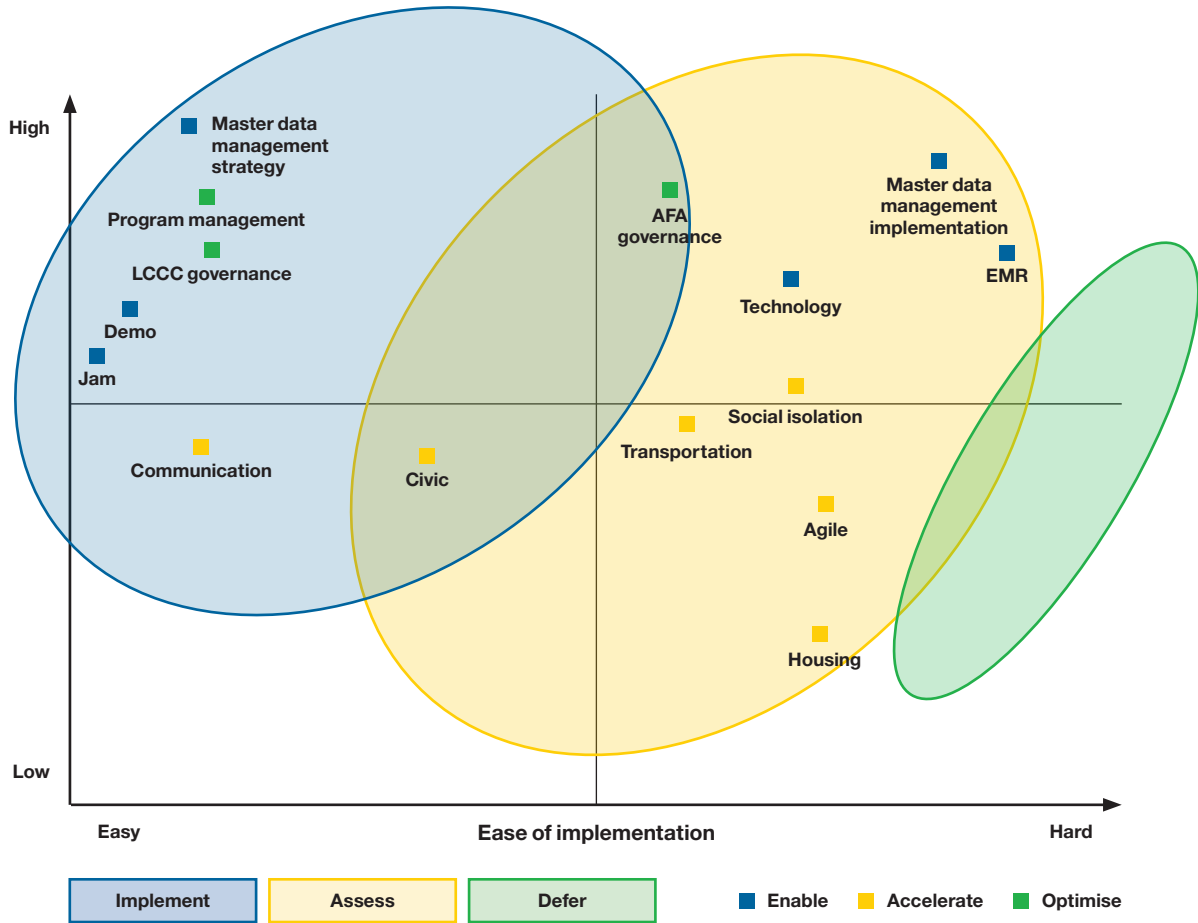 High
Master data
management
strategy
Program management
LCCC governance
Demo
Jam
Communication
Civic
AFA
governance
Master data
management
implementation
EMR
Technology
Social isolation
Transportation
Agile
Housing
Low
Easy
Ease of implementation
Hard
Implement
Assess
Defer
Enable
Accelerate
Optimise